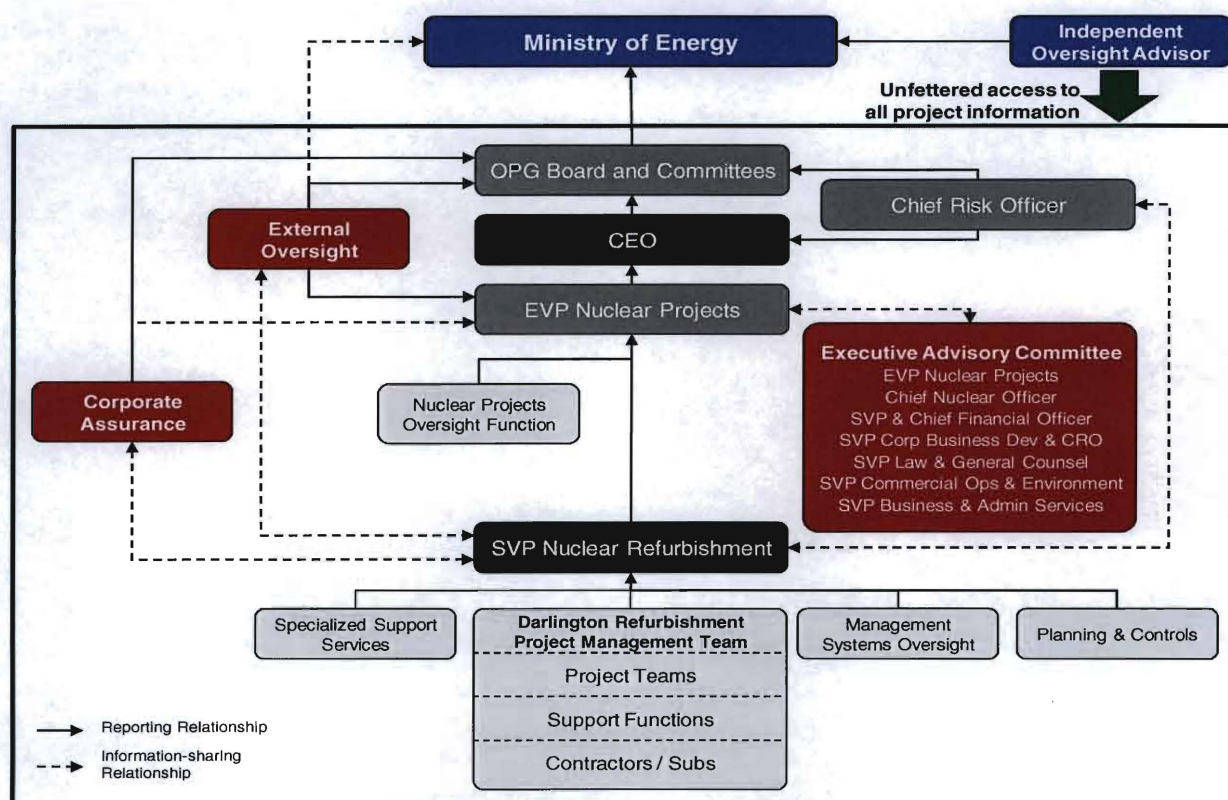 Ministry of Energy
Independent
Oversight Advisor
Unfettered access to
all project information
OPG Board and Committees
Chief Risk Officer
External
Oversight
CEO
EVP Nuclear Projects
Executive Advisory Committee
EVP Nuclear Projects
Chief Nuclear Officer
SVP & Chief Financial Officer
SVP Corp Business Dev & CRO
SVP Law & General Counsel
SVP Commercial Ops & Environment
SVP Business & Admin Services
Corporate
Assurance
Nuclear Projects
Oversight Function
SVP Nuclear Refurbishment
Specialized Support
Services
Darlington Refurbishment
Project Management Team
Project Teams
Support Functions
Contractors / Subs
Management
Systems Oversight
Planning & Controls
Reporting Relationship
Information-sharing
Relationship